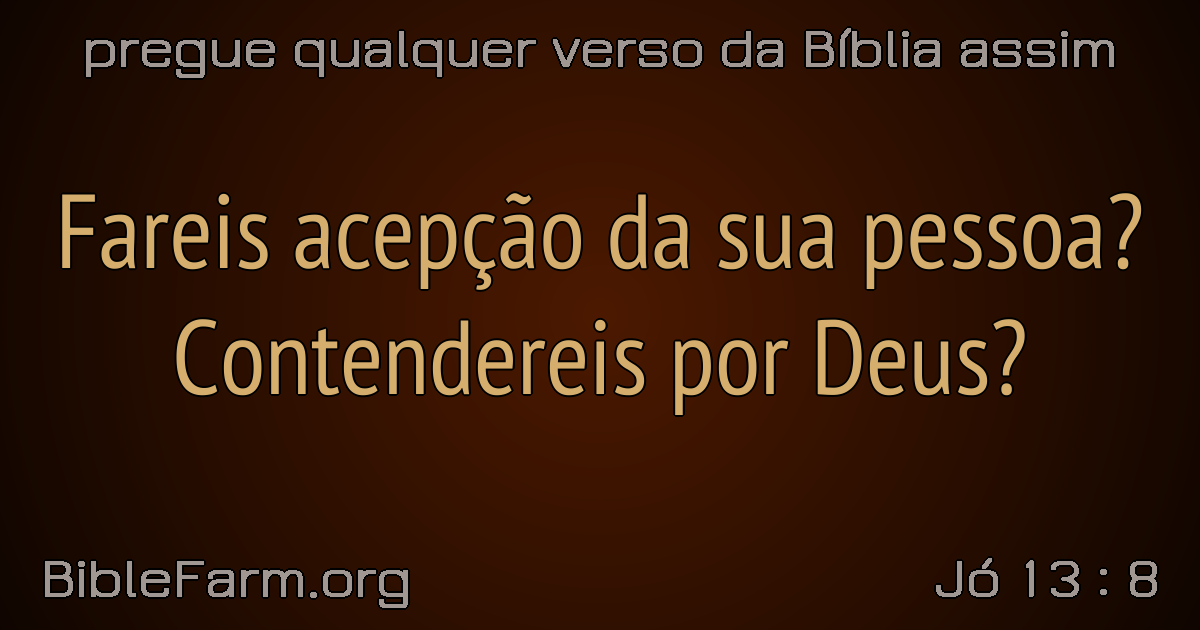 pregue qualquer verso da Bíblia assim
Fareis acepção da sua pessoa?
Contendereis por Deus?
BibleFarm.org
Jó 13 : 8